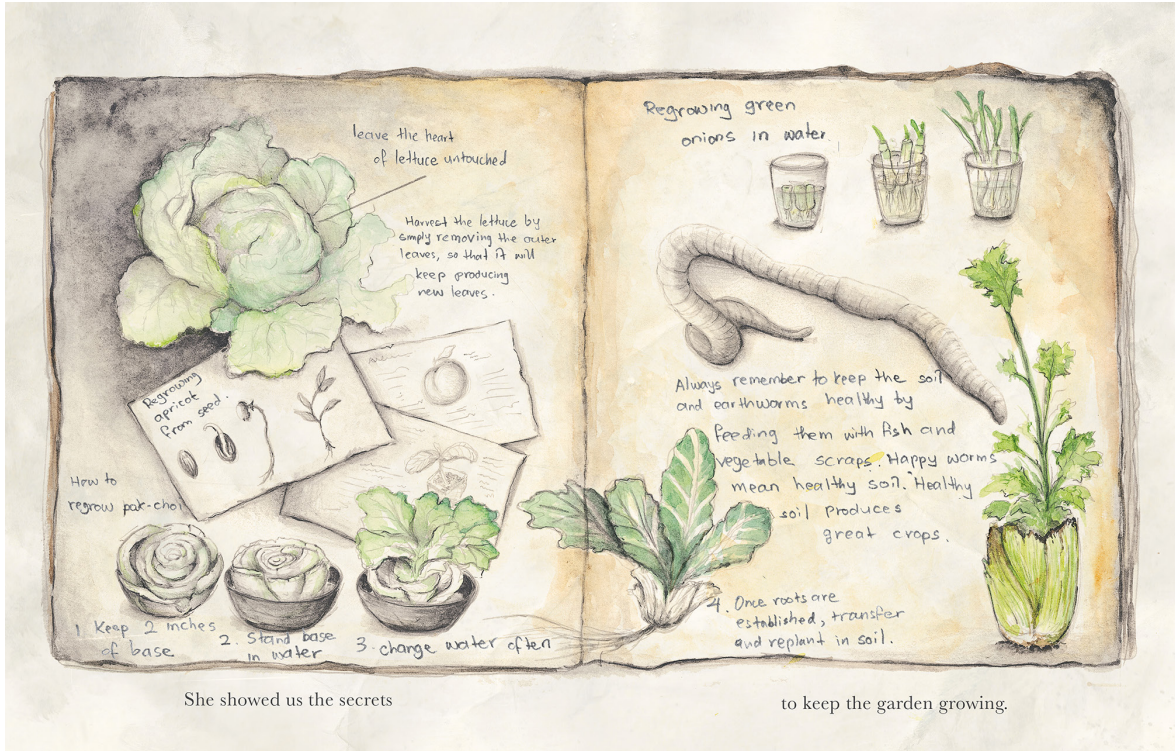 leave the heart
of lettuce untouched
Harvest the lettuce by
simply removing the outer
leaves, so that it will
keep producing
new leaves.
Regrowing
apricot
from seed.
How to
regrow pak-choi
1. Keep 2 inches
of base
2. Stand base
in water
3. change water often
Regrowing green
onions in water
Always remember to keep the soil
and earthworms healthy by
feeding them with fish and
vegetable scraps. Happy worms
mean healthy soil. Healthy
soil produces
great crops.
4. Once roots are
established, transfer
and replant in soil.
She showed us the secrets
to keep the garden growing.